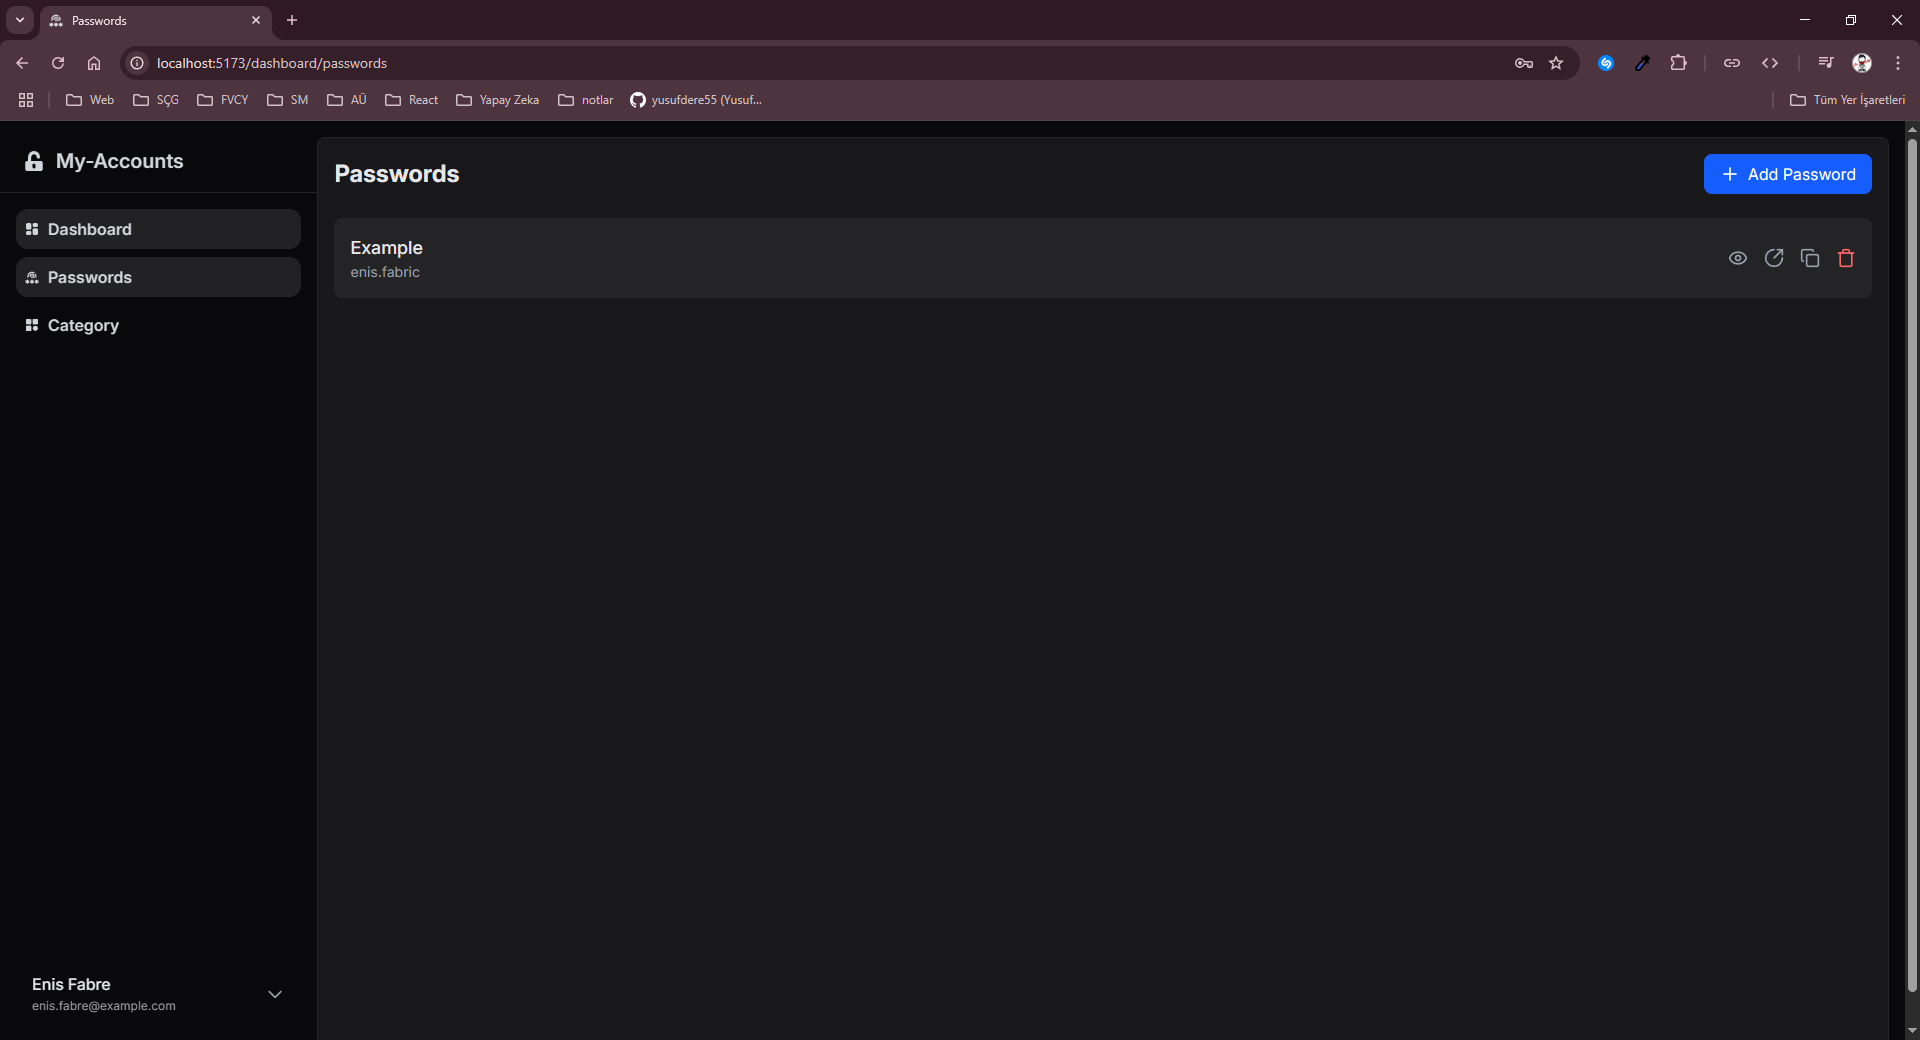 Passwords
localhost:5173/dashboard/passwords
Web SÇG FVCY SM AÜ React Yapay Zeka notlar yusufdere55 (Yusuf... Tüm Yer İşaretleri
My-Accounts
Dashboard
Passwords
Category
Enis Fabre
enis.fabre@example.com
Passwords
Add Password
Example
enis.fabric